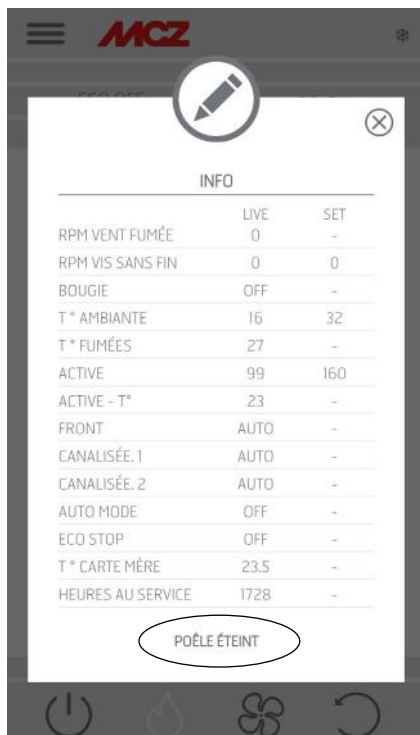 MCZ
INFO
LIVE SET
RPM VENT FUMÉE 0 -
RPM VIS SANS FIN 0 0
BOUGIE OFF -
T° AMBIANTE 16 32
T° FUMÉES 27 -
ACTIVE 99 160
ACTIVE - T° 23 -
FRONT AUTO -
CANALISÉE. 1 AUTO -
CANALISÉE. 2 AUTO -
AUTO MODE OFF -
ECO STOP OFF -
T° CARTE MÈRE 23.5 -
HEURES AU SERVICE 1728 -
POÊLE ÉTEINT